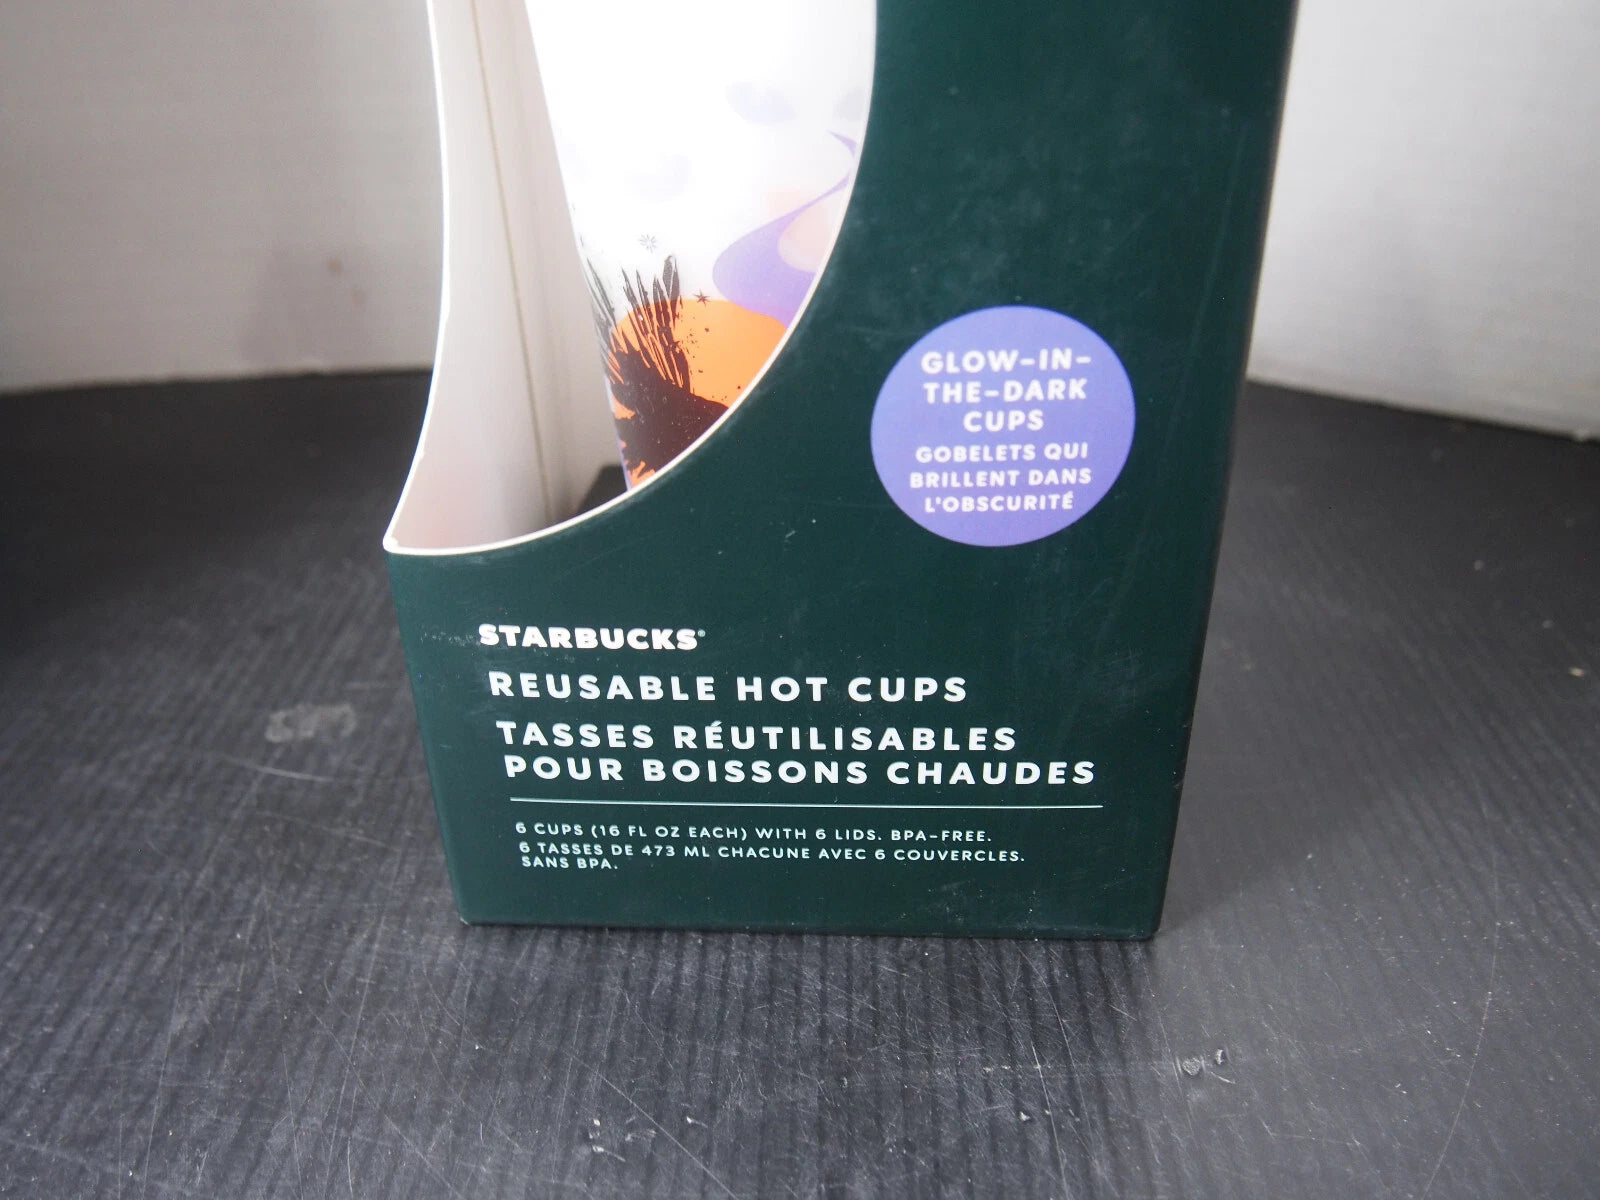 GLOW-IN-
THE-DARK
CUPS
GOBELETS QUI
BRILLENT DANS
L'OBSCURITÉ
STARBUCKS®
REUSABLE HOT CUPS
TASSES RÉUTILISABLES
POUR BOISSONS CHAUDES
6 CUPS (16 FL OZ EACH) WITH 6 LIDS. BPA-FREE.
6 TASSES DE 473 ML CHACUNE AVEC 6 COUVERCLES.
SANS BPA.